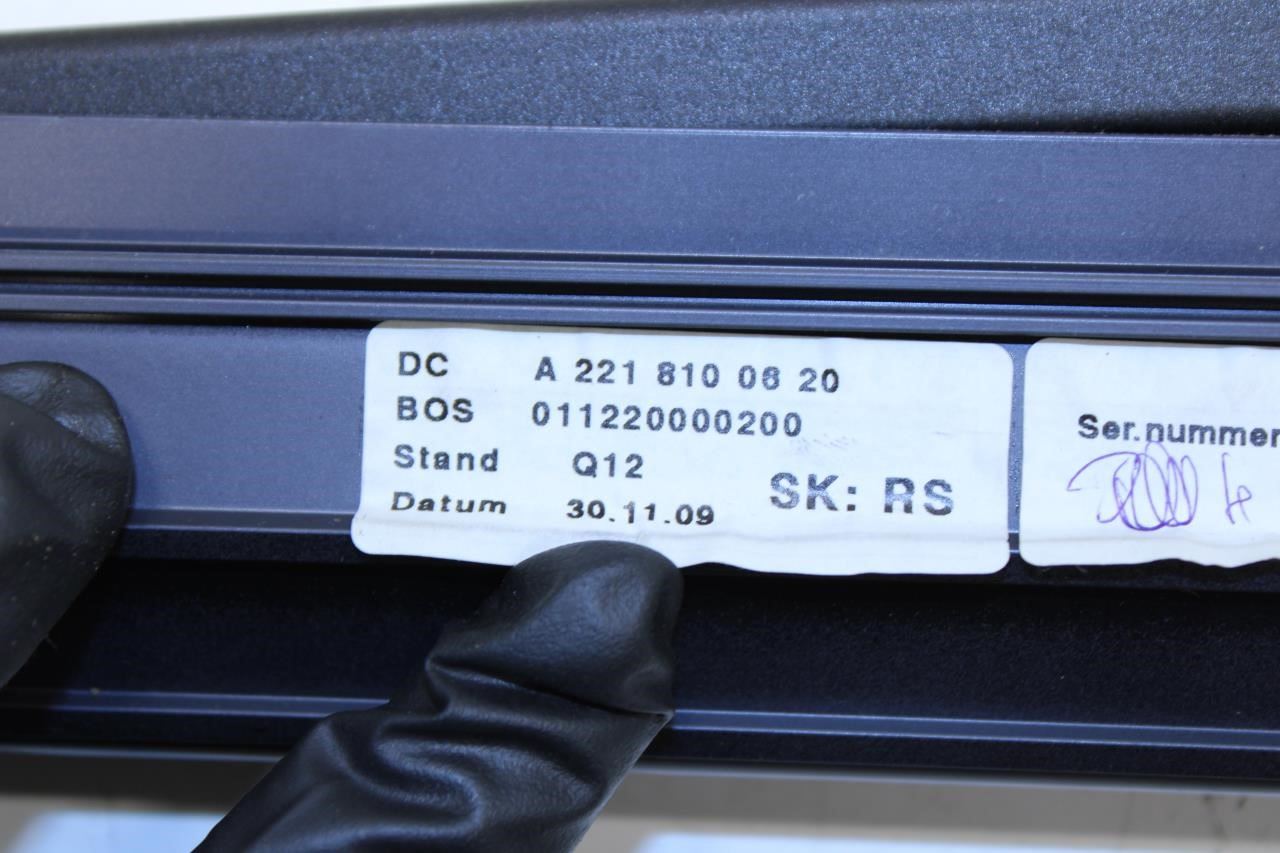 DC A 221 810 06 20
BOS 011220000200
Stand Q12
SK: RS
Datum 30.11.09
Ser.nummer